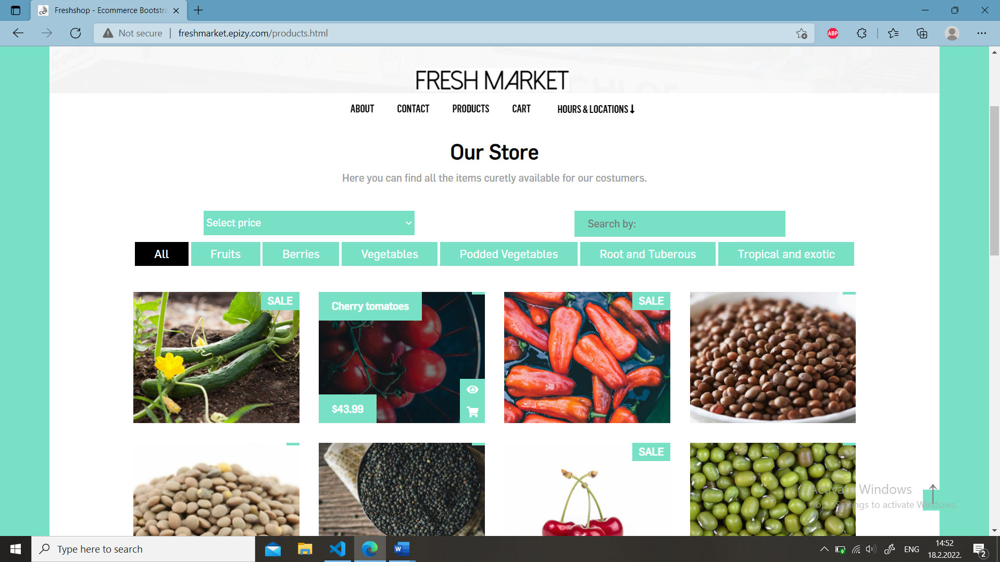 Freshshop - Ecommerce Bootstra
Not secure
freshmarket.epizy.com/products.html
ABP
FRESH MARKET
ABOUT CONTACT PRODUCTS CART HOURS & LOCATIONS
Our Store
Here you can find all the items curetly available for our costumers.
Select price
Search by:
All Fruits Berries Vegetables Podded Vegetables Root and Tuberous Tropical and exotic
SALE
Cherry tomatoes
$43.99
SALE
SALE
Activate Windows
Go to Settings to activate Windows.
Type here to search
W
ENG
14:52
18.2.2022.
2